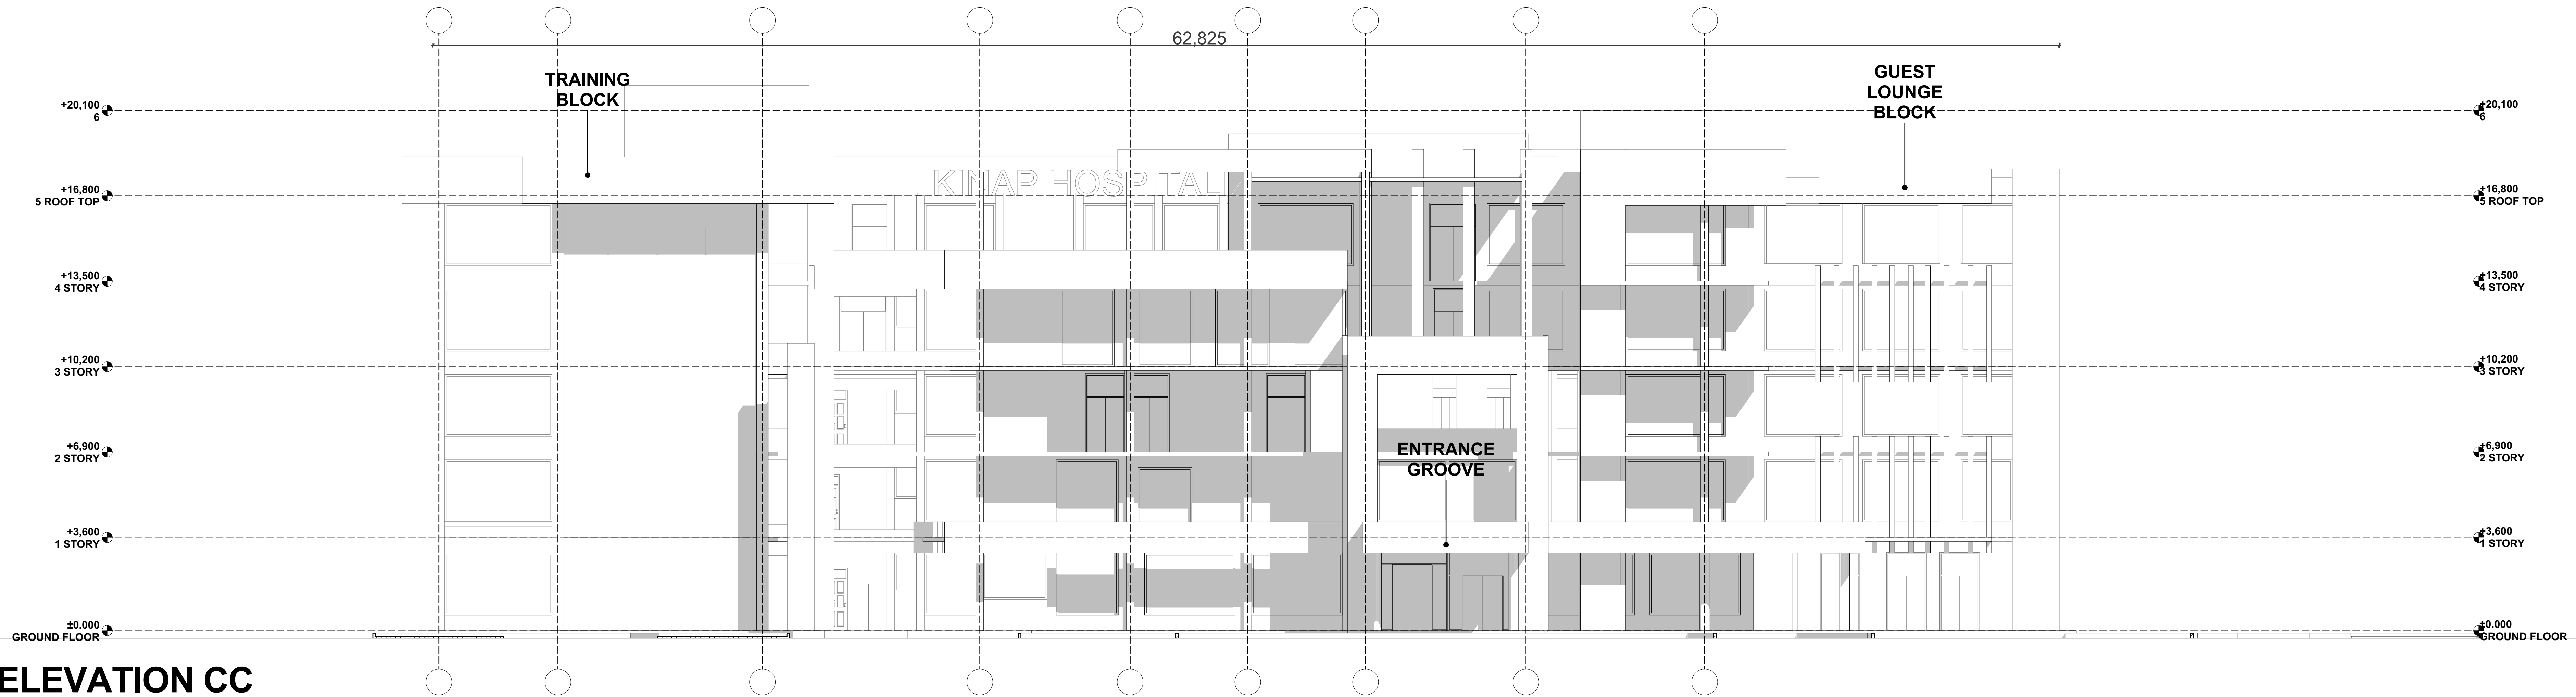 62,825
TRAINING
BLOCK
GUEST
LOUNGE
BLOCK
+20,100
6
+20,100
6
KINAP HOSPITAL
+16,800
5 ROOF TOP
+16,800
5 ROOF TOP
+13,500
4 STORY
+13,500
4 STORY
+10,200
3 STORY
+10,200
3 STORY
+6,900
2 STORY
+6,900
2 STORY
ENTRANCE
GROOVE
+3,600
1 STORY
+3,600
1 STORY
±0.000
GROUND FLOOR
±0.000
GROUND FLOOR
ELEVATION CC